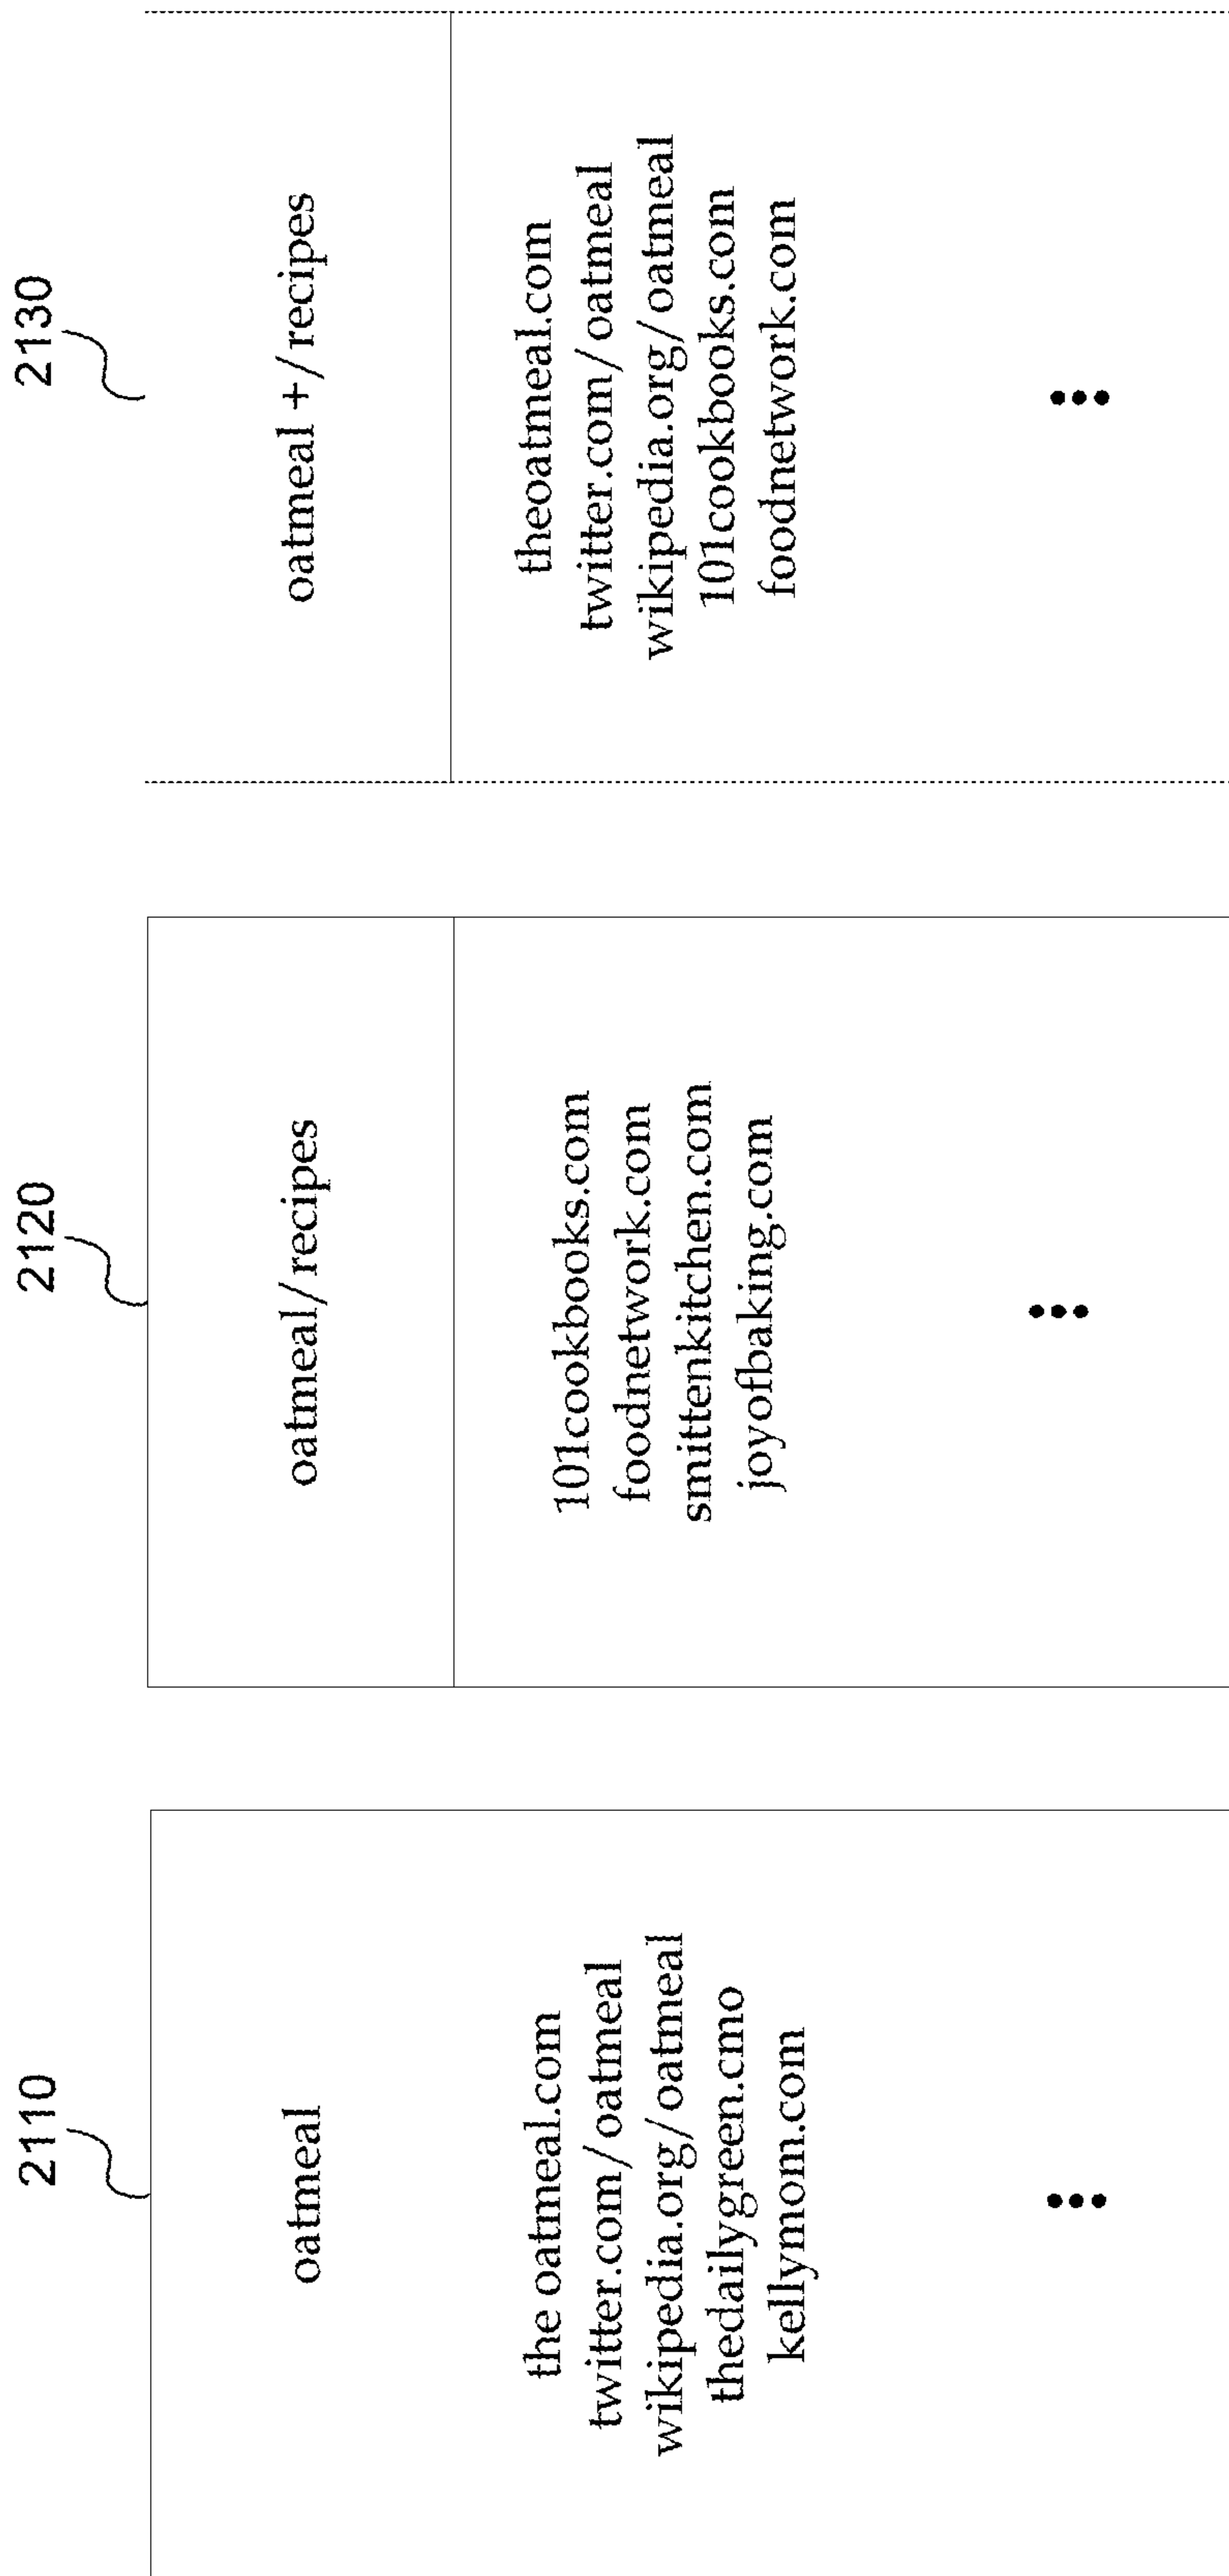 2110
oatmeal
the oatmeal.com
twitter.com/oatmeal
wikipedia.org/oatmeal
thedailygreen.cmo
kellymom.com
•••
2120
oatmeal/recipes
101cookbooks.com
foodnetwork.com
smittenkitchen.com
joyofbaking.com
•••
2130
oatmeal +/recipes
theoatmeal.com
twitter.com/oatmeal
wikipedia.org/oatmeal
101cookbooks.com
foodnetwork.com
•••